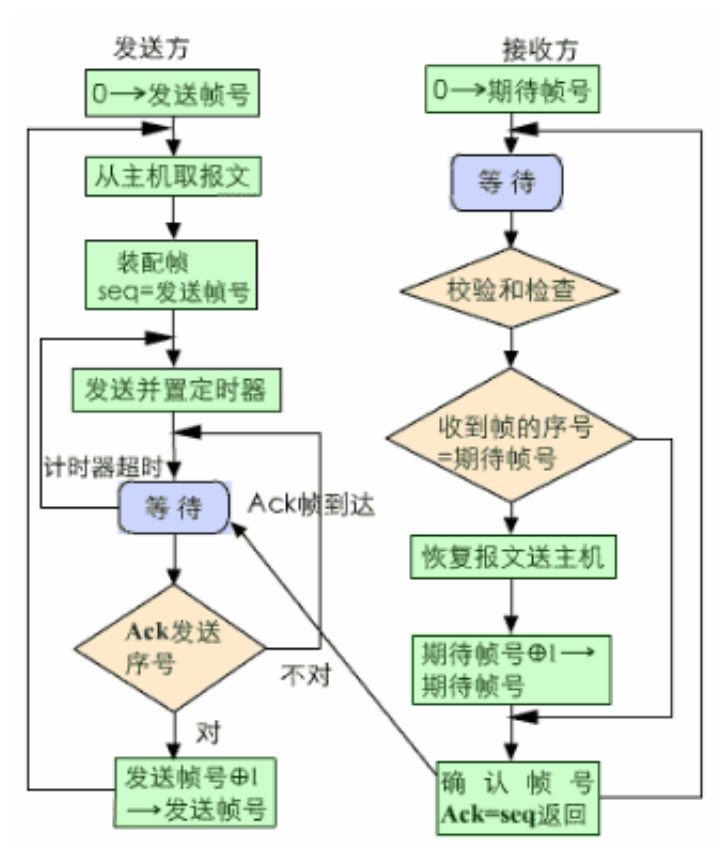 发送方
0→发送帧号
从主机取报文
装配帧
seq=发送帧号
发送并置定时器
计时器超时
等待
Ack帧到达
Ack发送
序号
不对
对
发送帧号⊕1
→发送帧号
接收方
0→期待帧号
等待
校验和检查
收到帧的序号
=期待帧号
恢复报文送主机
期待帧号⊕1→
期待帧号
确认帧号
Ack=seq返回